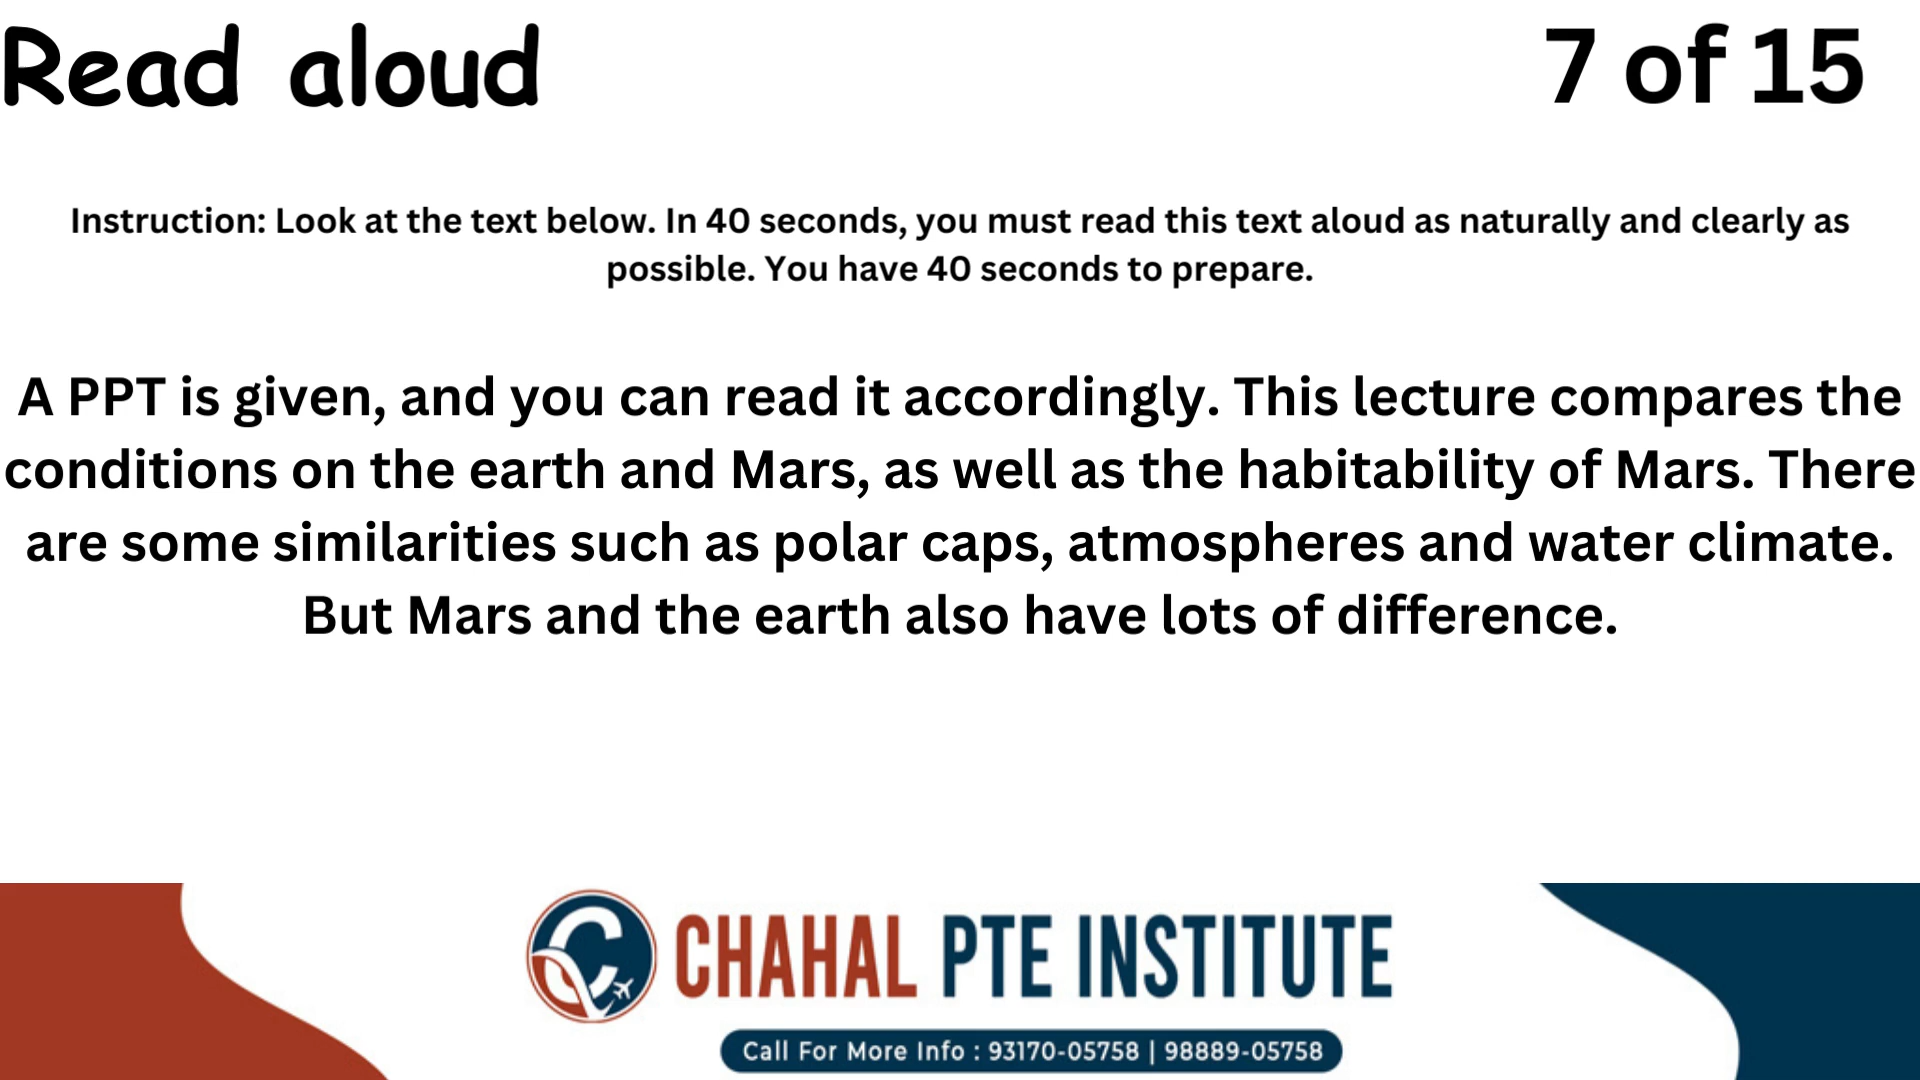 Read aloud
7 of 15
Instruction: Look at the text below. In 40 seconds, you must read this text aloud as naturally and clearly as
possible. You have 40 seconds to prepare.
A PPT is given, and you can read it accordingly. This lecture compares the
conditions on the earth and Mars, as well as the habitability of Mars. There
are some similarities such as polar caps, atmospheres and water climate.
But Mars and the earth also have lots of difference.
CHAHAL PTE INSTITUTE
Call For More Info : 93170-05758 | 98889-05758